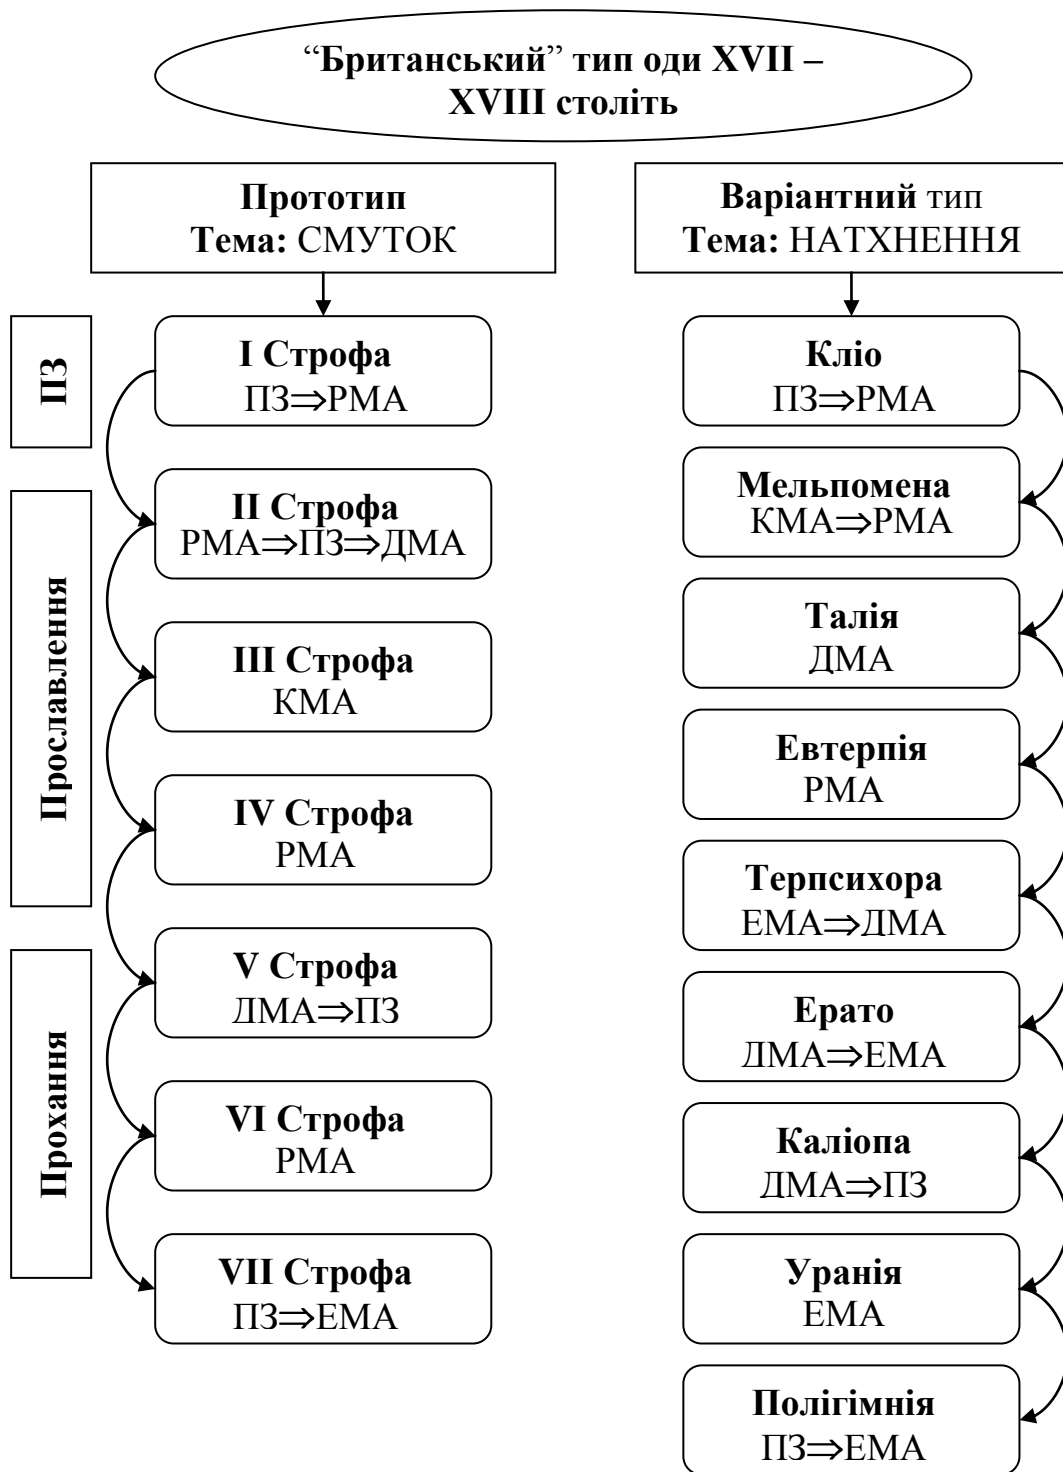 “Британський” тип оди XVII –
XVIII століть
Прототип
Тема: СМУТОК
ПЗ
І Строфа
ПЗ⇒РМА
Прославлення
ІІ Строфа
РМА⇒ПЗ⇒ДМА
ІІІ Строфа
КМА
IV Строфа
РМА
Прохання
V Строфа
ДМА⇒ПЗ
VI Строфа
РМА
VII Строфа
ПЗ⇒ЕМА
Варіантний тип
Тема: НАТХНЕННЯ
Кліо
ПЗ⇒РМА
Мельпомена
КМА⇒РМА
Талія
ДМА
Евтерпія
РМА
Терпсихора
ЕМА⇒ДМА
Ерато
ДМА⇒ЕМА
Каліопа
ДМА⇒ПЗ
Уранія
ЕМА
Полігімнія
ПЗ⇒ЕМА